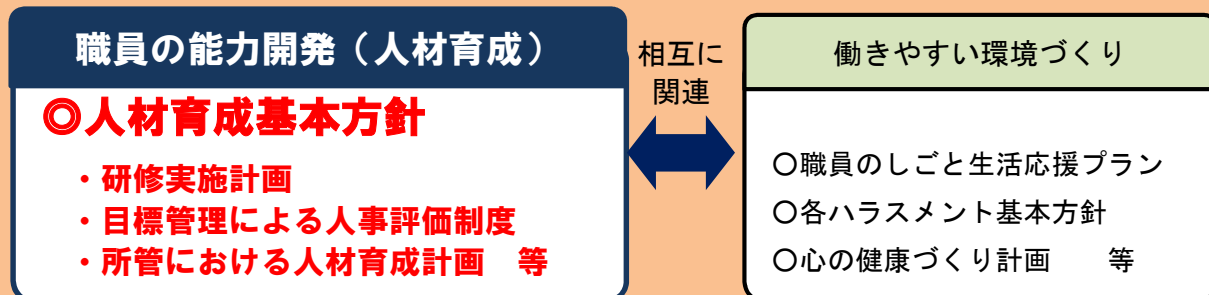 職員の能力開発（人材育成）
◎人材育成基本方針
・研修実施計画
・目標管理による人事評価制度
・所管における人材育成計画　等
相互に
関連
働きやすい環境づくり
〇職員のしごと生活応援プラン
〇各ハラスメント基本方針
〇心の健康づくり計画　　等